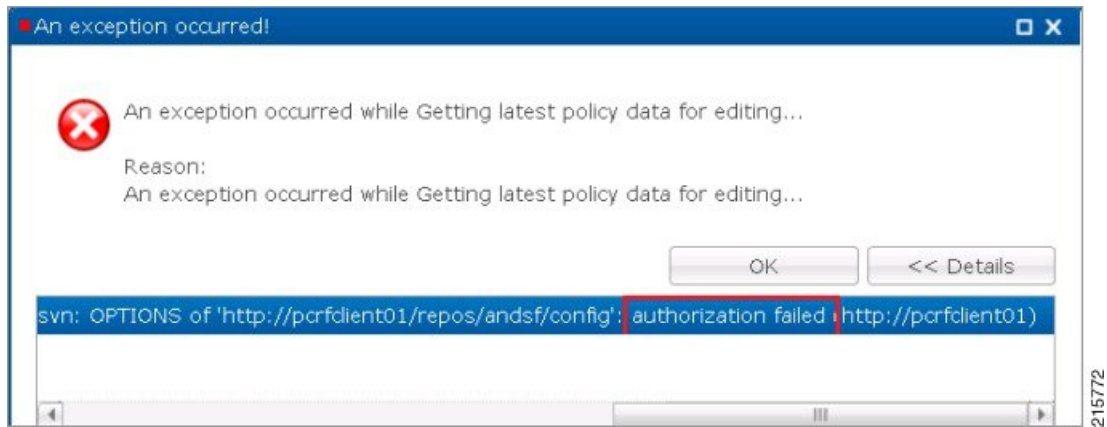 An exception occurred!
An exception occurred while Getting latest policy data for editing...
Reason:
An exception occurred while Getting latest policy data for editing...
OK
<< Details
svn: OPTIONS of 'http://pcrfclient01/repos/andsf/config': authorization failed (http://pcrfclient01)
215772